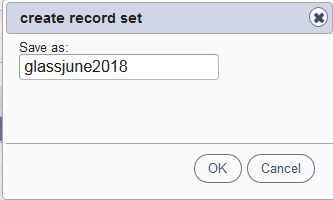 create record set
Save as:
glassjune2018
OK
Cancel